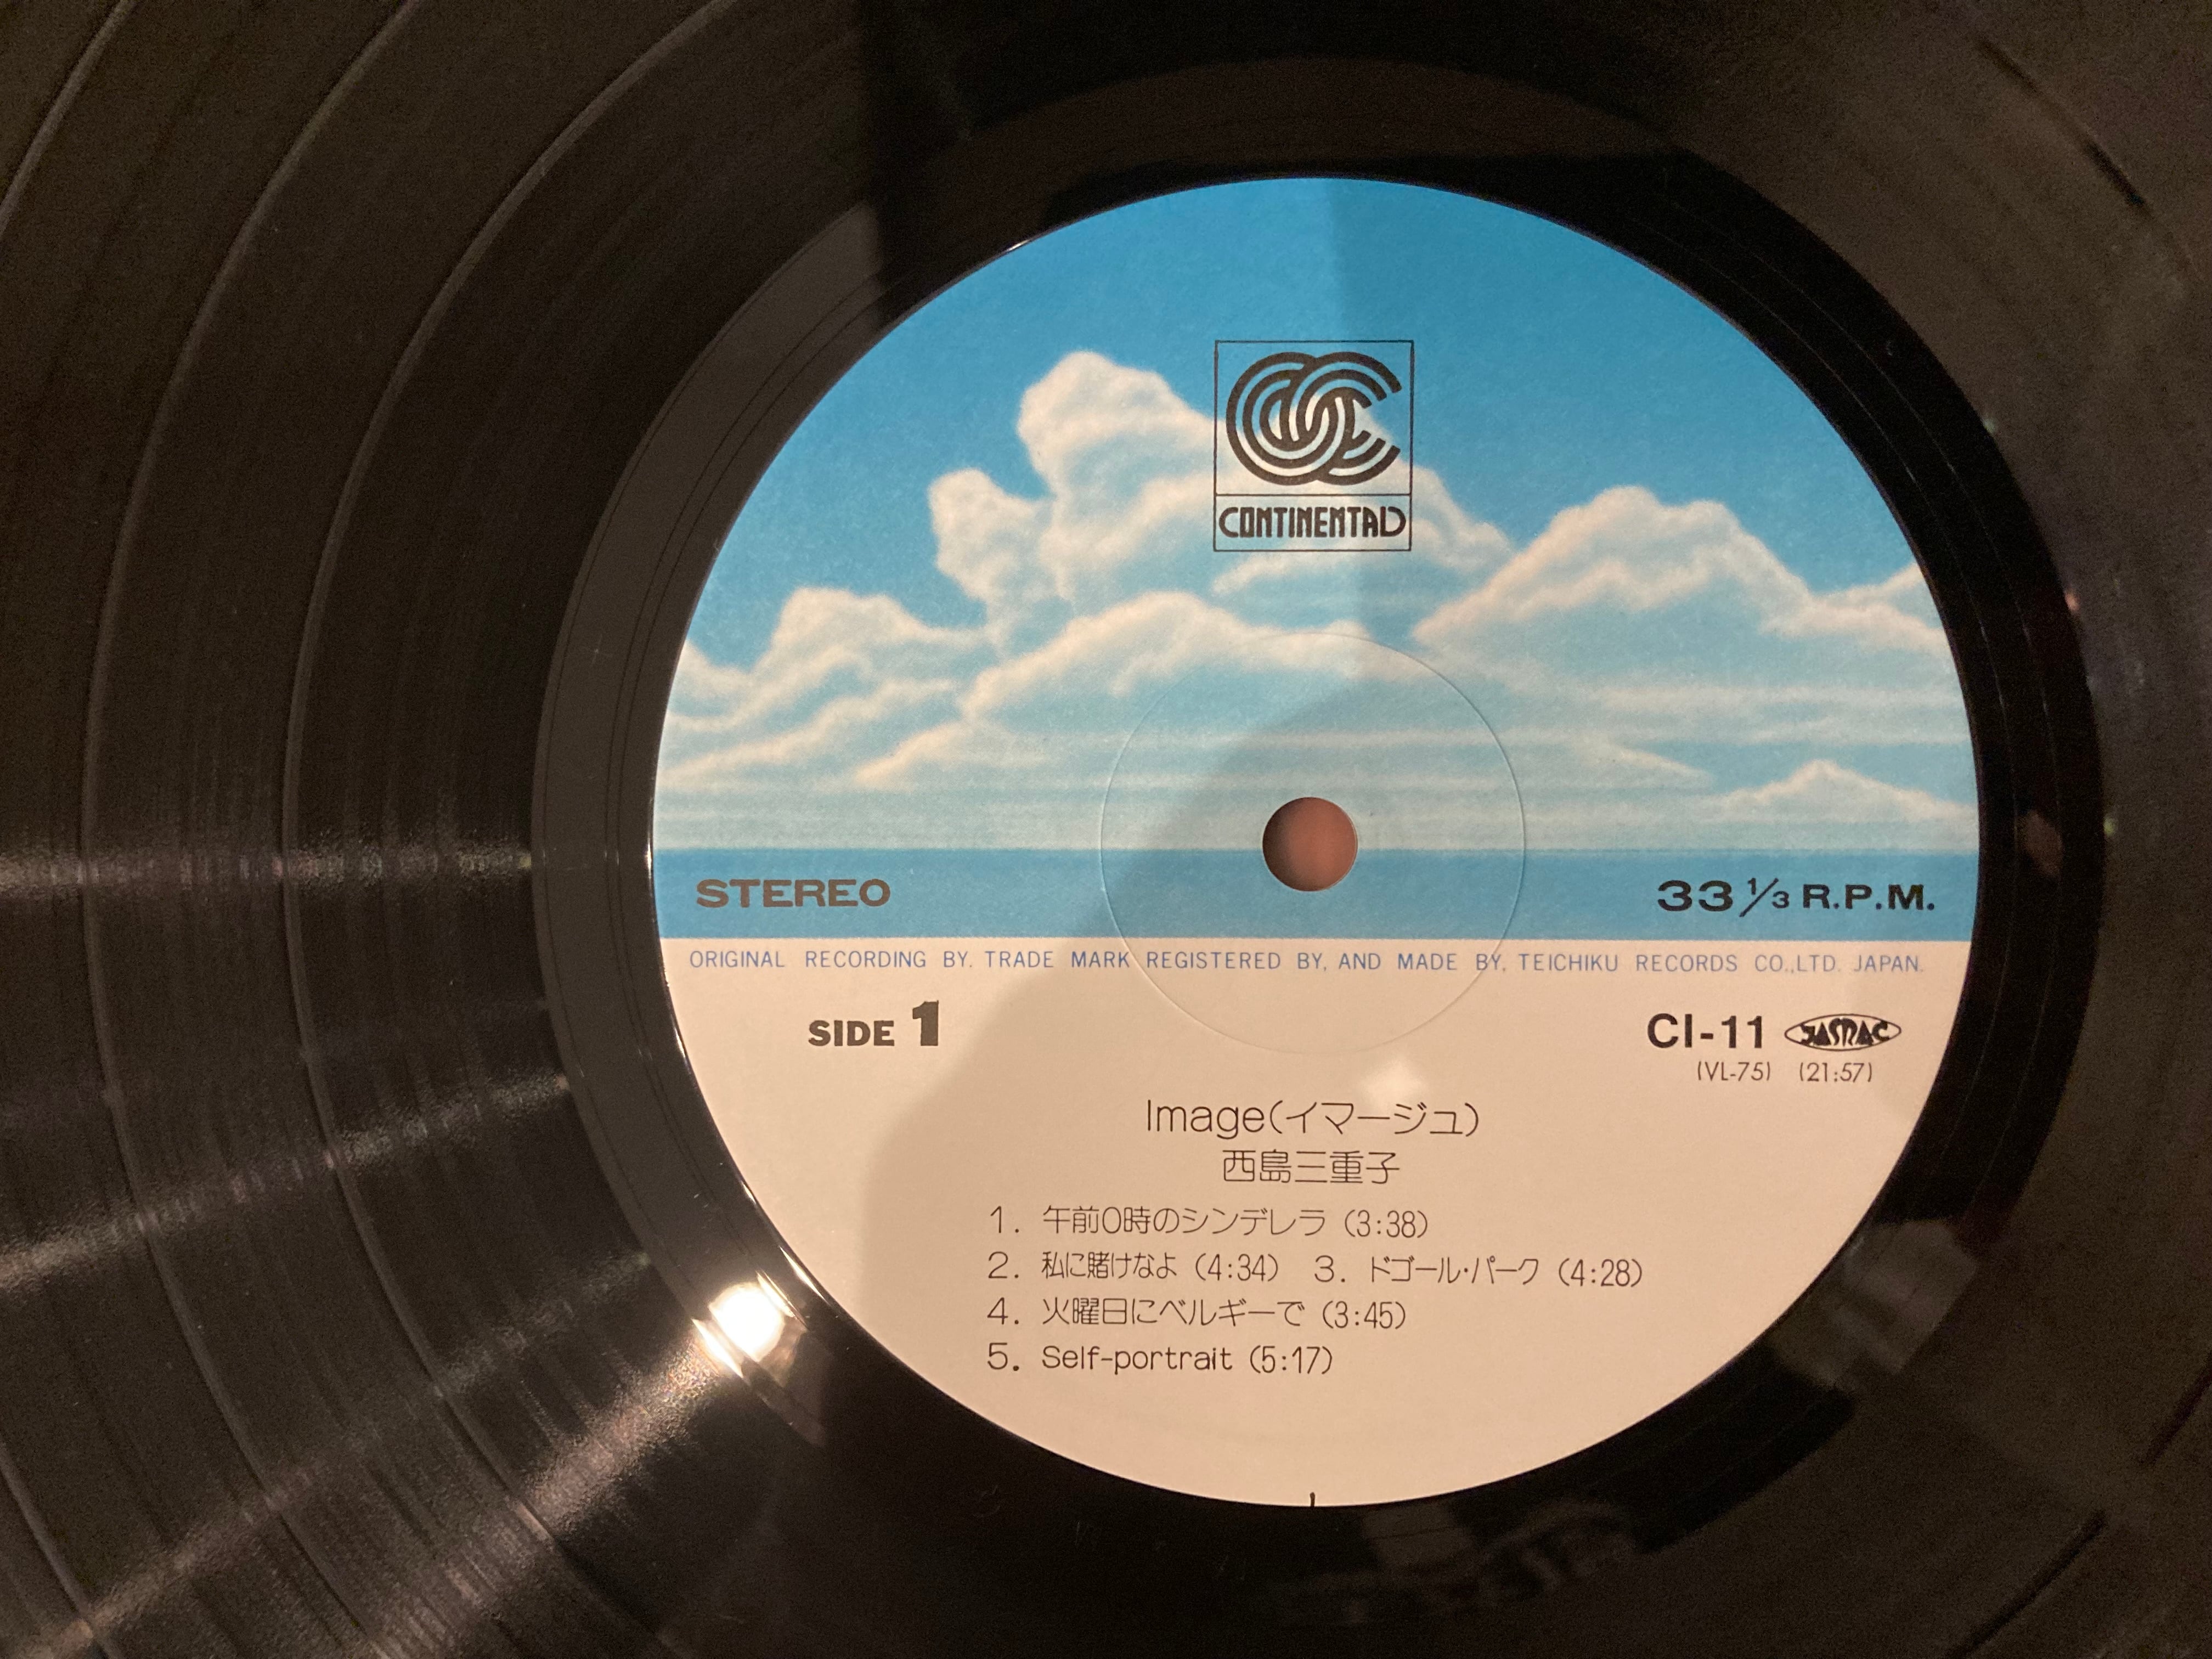 CONTINENTAL
STEREO 33 1/3 R.P.M.
ORIGINAL RECORDING BY. TRADE MARK REGISTERED BY, AND MADE BY, TEICHIKU RECORDS CO.,LTD. JAPAN.
SIDE 1 CI-11 JASRAC
(VL-75) (21:57)
Image(イマージュ)
西島三重子
1. 午前0時のシンデレラ (3:38)
2. 私に賭けなよ (4:34) 3. ドゴール・パーク (4:28)
4. 火曜日にベルギーで (3:45)
5. Self-portrait (5:17)